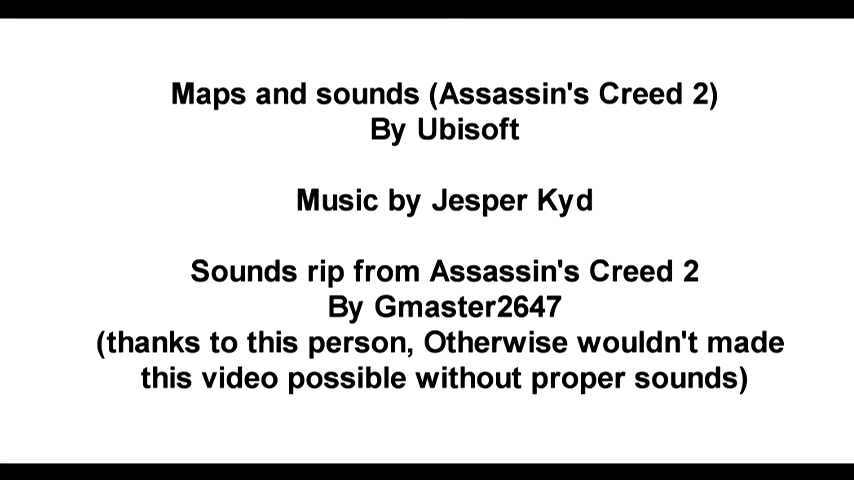 Maps and sounds (Assassin's Creed 2)
By Ubisoft
Music by Jesper Kyd
Sounds rip from Assassin's Creed 2
By Gmaster2647
(thanks to this person, Otherwise wouldn't made
this video possible without proper sounds)